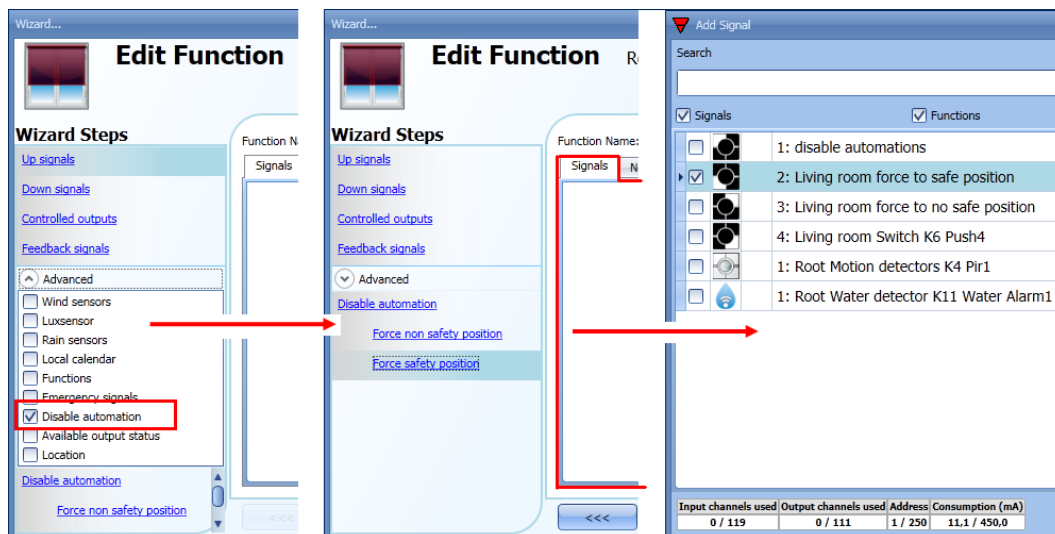 Wizard...
Edit Function
Wizard Steps
Up signals
Down signals
Controlled outputs
Feedback signals
Advanced
Wind sensors
Luxsensor
Rain sensors
Local calendar
Functions
Emergency signals
Disable automation
Available output status
Location
Disable automation
Force non safety position
Function N
Signals
<<<
Wizard...
Edit Function
Wizard Steps
Up signals
Down signals
Controlled outputs
Feedback signals
Advanced
Disable automation
Force non safety position
Force safety position
Function Name:
Signals
<<<
Add Signal
Search
Signals Functions
1: disable automations
2: Living room force to safe position
3: Living room force to no safe position
4: Living room Switch K6 Push4
1: Root Motion detectors K4 Pir1
1: Root Water detector K11 Water Alarm1
Input channels used Output channels used Address Consumption (mA)
0 / 119 0 / 111 1 / 250 11,1 / 450,0